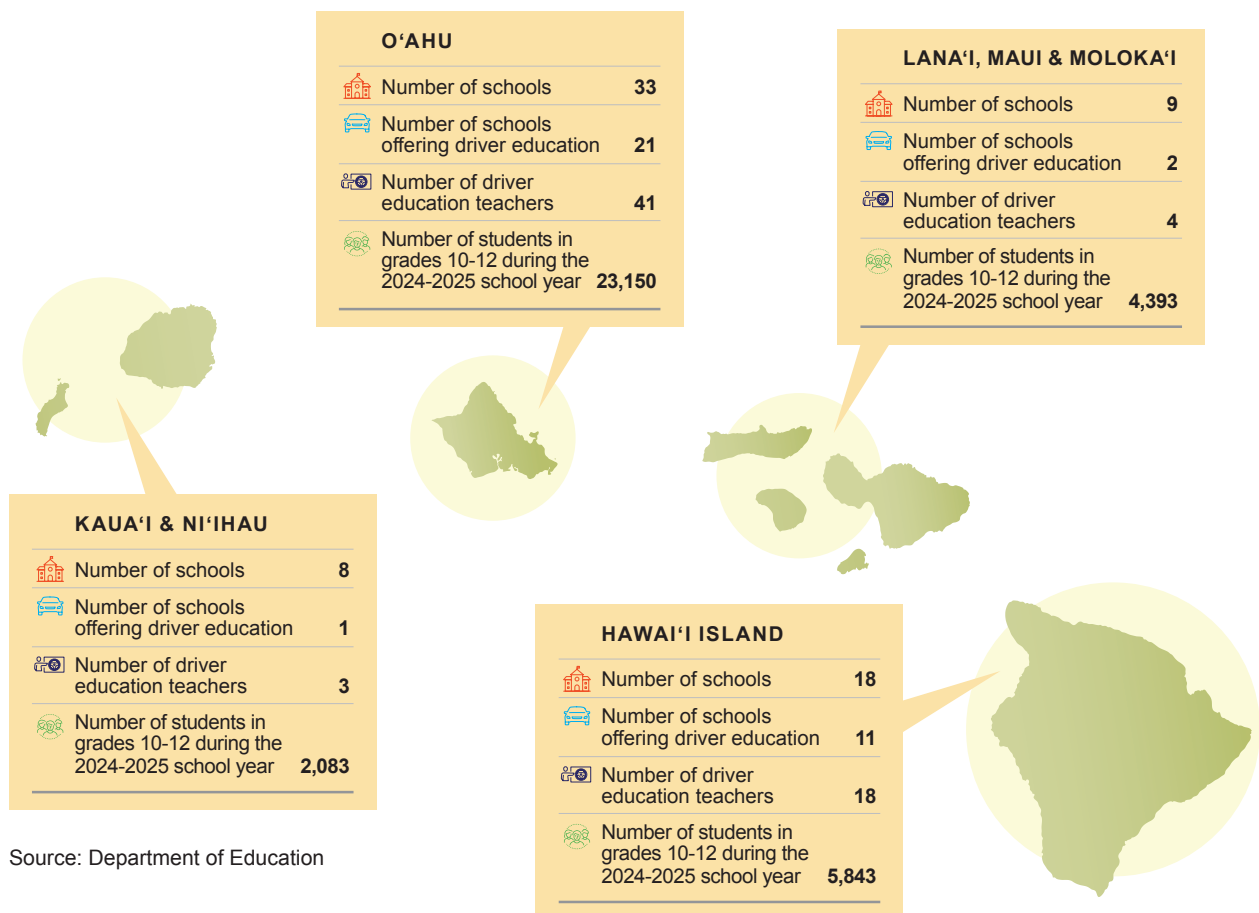 OʻAHU
Number of schools 33
Number of schools
offering driver education 21
Number of driver
education teachers 41
Number of students in
grades 10-12 during the
2024-2025 school year 23,150
LANAʻI, MAUI & MOLOKAʻI
Number of schools 9
Number of schools
offering driver education 2
Number of driver
education teachers 4
Number of students in
grades 10-12 during the
2024-2025 school year 4,393
KAUAʻI & NIʻIHAU
Number of schools 8
Number of schools
offering driver education 1
Number of driver
education teachers 3
Number of students in
grades 10-12 during the
2024-2025 school year 2,083
HAWAIʻI ISLAND
Number of schools 18
Number of schools
offering driver education 11
Number of driver
education teachers 18
Number of students in
grades 10-12 during the
2024-2025 school year 5,843
Source: Department of Education